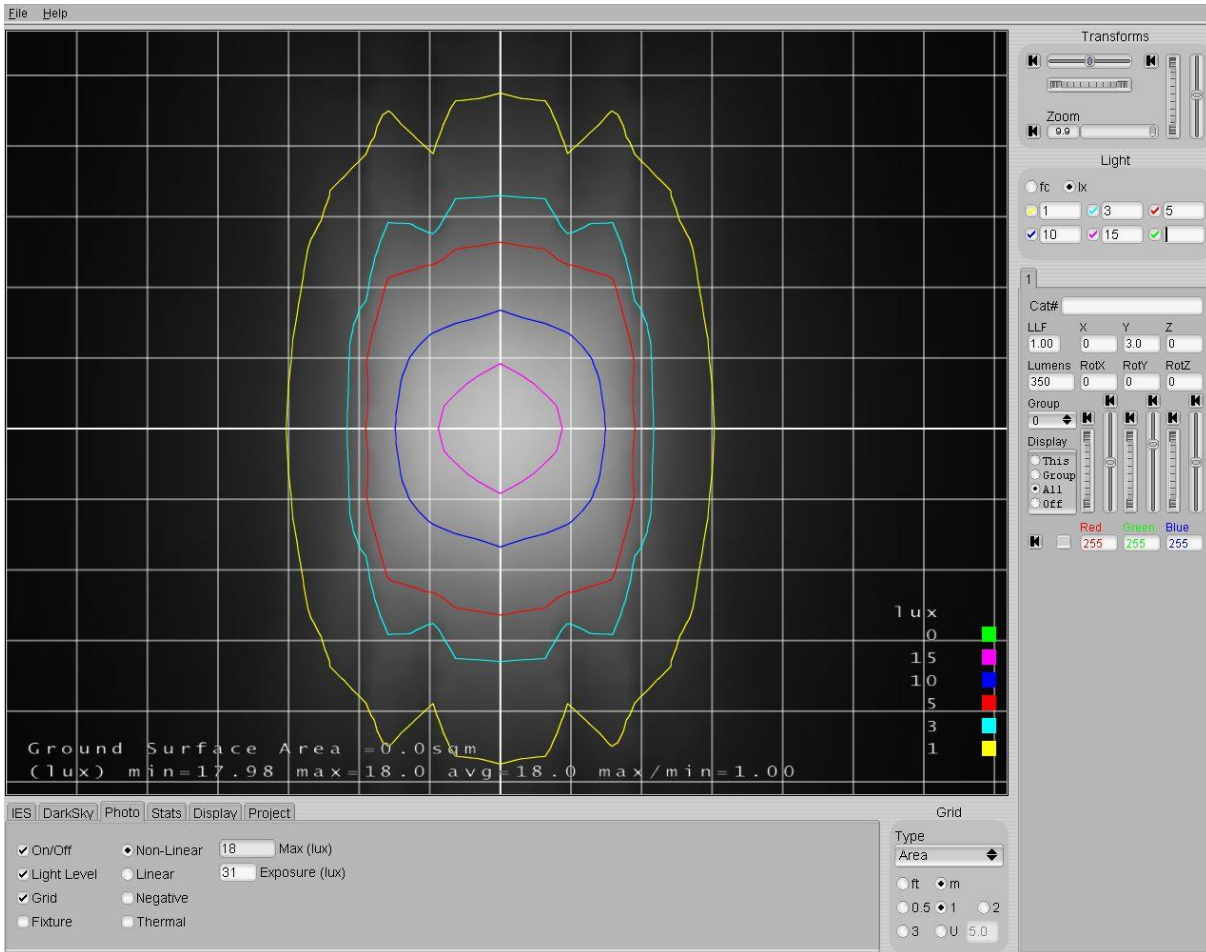 File Help
Transforms
0
Zoom
9.9
Light
fc lx
1 3 5
10 15
1
Cat#
LLF X Y Z
1.00 0 3.0 0
Lumens RotX RotY RotZ
350 0 0 0
Group
0
Display
This
Group
All
Off
Red Green Blue
255 255 255
lux
0
15
10
5
3
1
Ground Surface Area =0.0sqm
(lux) min=17.98 max=18.0 avg=18.0 max/min=1.00
IES DarkSky Photo Stats Display Project
On/Off Non-Linear 18 Max (lux)
Light Level Linear 31 Exposure (lux)
Grid Negative
Fixture Thermal
Grid
Type
Area
ft m
0.5 1 2
3 U 5.0